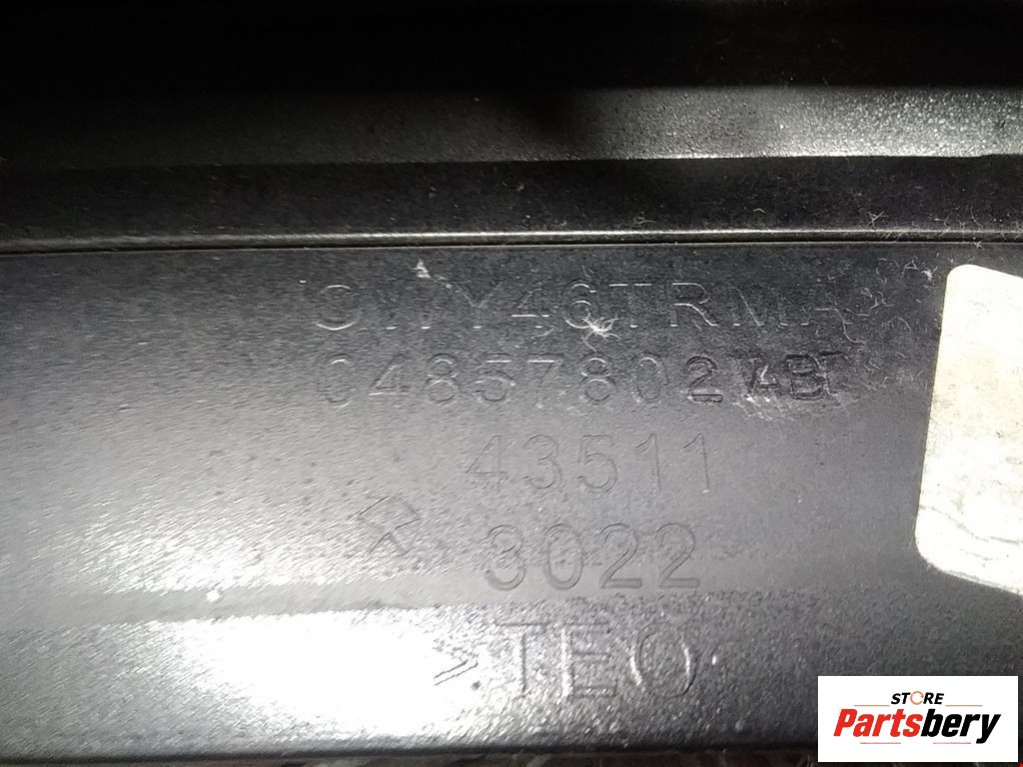 04857802AB
43511
3022
>TEO
STORE
Partsbery